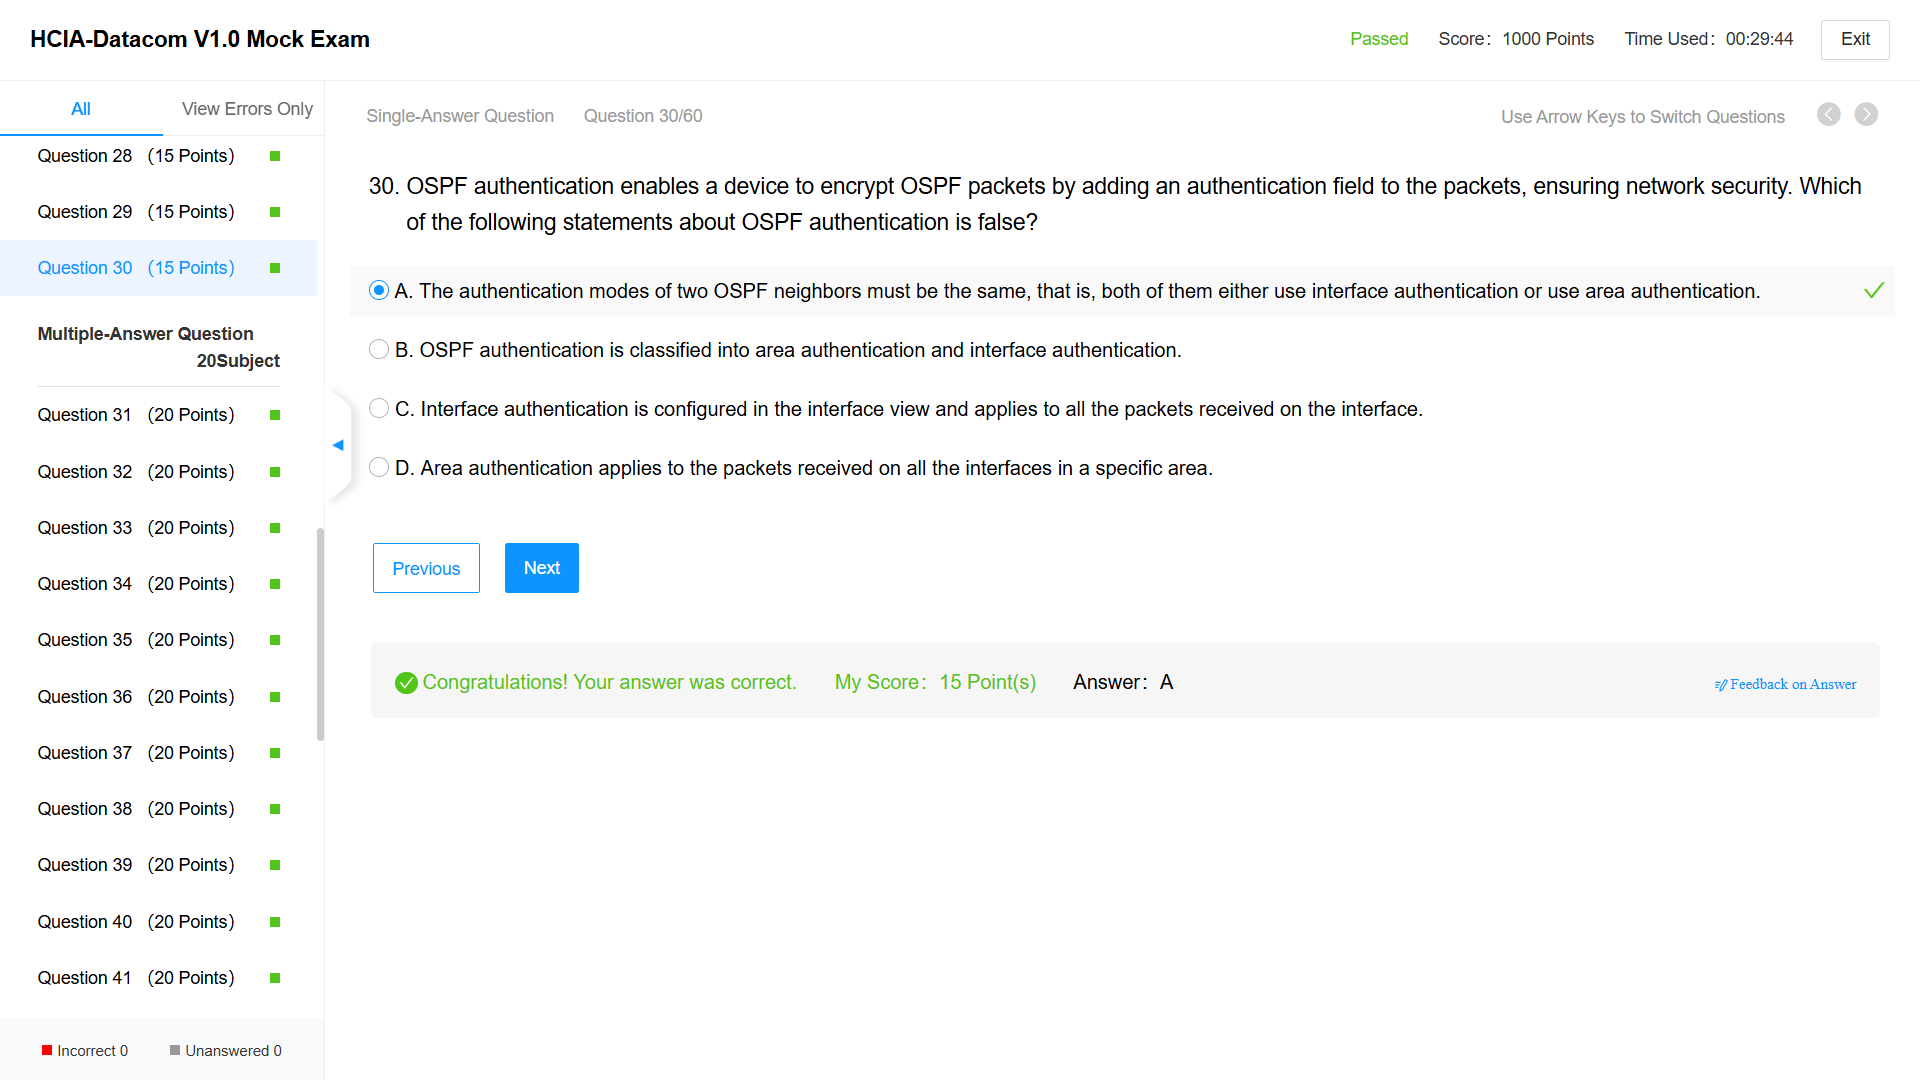 HCIA-Datacom V1.0 Mock Exam
Passed
Score： 1000 Points
Time Used： 00:29:44
Exit
All
View Errors Only
Question 28 （15 Points）
Question 29 （15 Points）
Question 30 （15 Points）
Multiple-Answer Question
20Subject
Question 31 （20 Points）
Question 32 （20 Points）
Question 33 （20 Points）
Question 34 （20 Points）
Question 35 （20 Points）
Question 36 （20 Points）
Question 37 （20 Points）
Question 38 （20 Points）
Question 39 （20 Points）
Question 40 （20 Points）
Question 41 （20 Points）
Incorrect 0
Unanswered 0
Single-Answer Question
Question 30/60
Use Arrow Keys to Switch Questions
30. OSPF authentication enables a device to encrypt OSPF packets by adding an authentication field to the packets, ensuring network security. Which
of the following statements about OSPF authentication is false?
A. The authentication modes of two OSPF neighbors must be the same, that is, both of them either use interface authentication or use area authentication.
B. OSPF authentication is classified into area authentication and interface authentication.
C. Interface authentication is configured in the interface view and applies to all the packets received on the interface.
D. Area authentication applies to the packets received on all the interfaces in a specific area.
Previous
Next
Congratulations! Your answer was correct.
My Score： 15 Point(s)
Answer： A
Feedback on Answer